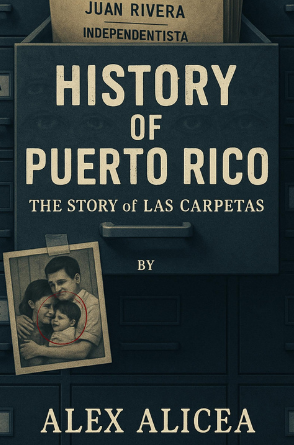 JUAN RIVERA
INDEPENDENTISTA
HISTORY
OF
PUERTO RICO
THE STORY of LAS CARPETAS
BY
ALEX ALICEA